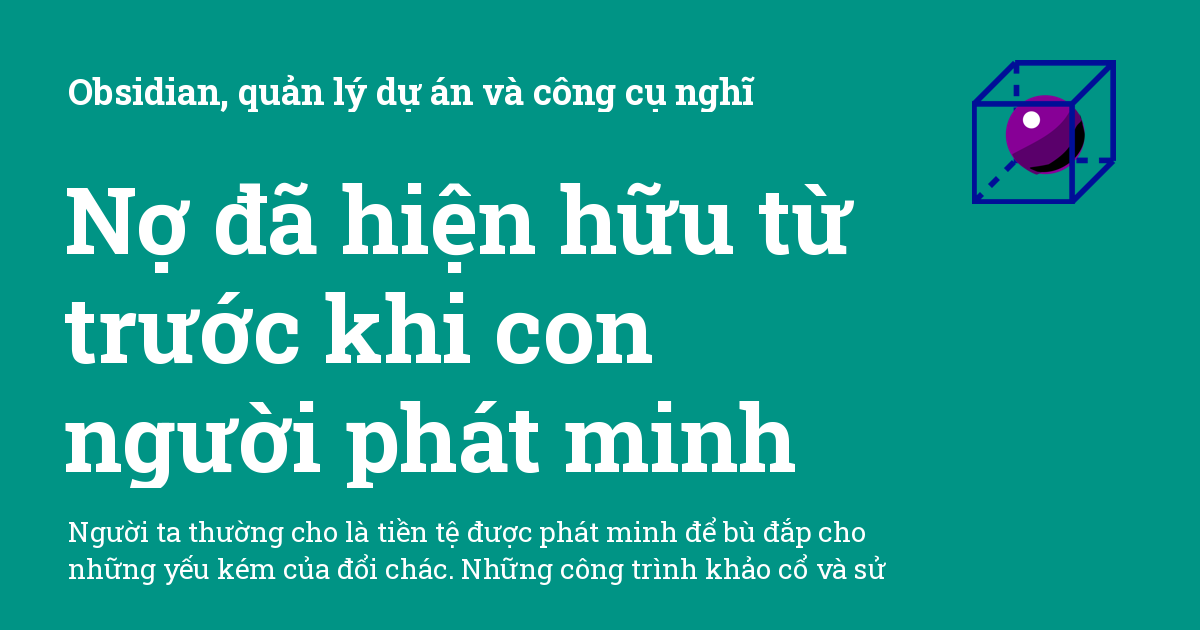 Obsidian, quản lý dự án và công cụ nghĩ
Nợ đã hiện hữu từ
trước khi con
người phát minh
Người ta thường cho là tiền tệ được phát minh để bù đắp cho
những yếu kém của đổi chác. Những công trình khảo cổ và sử